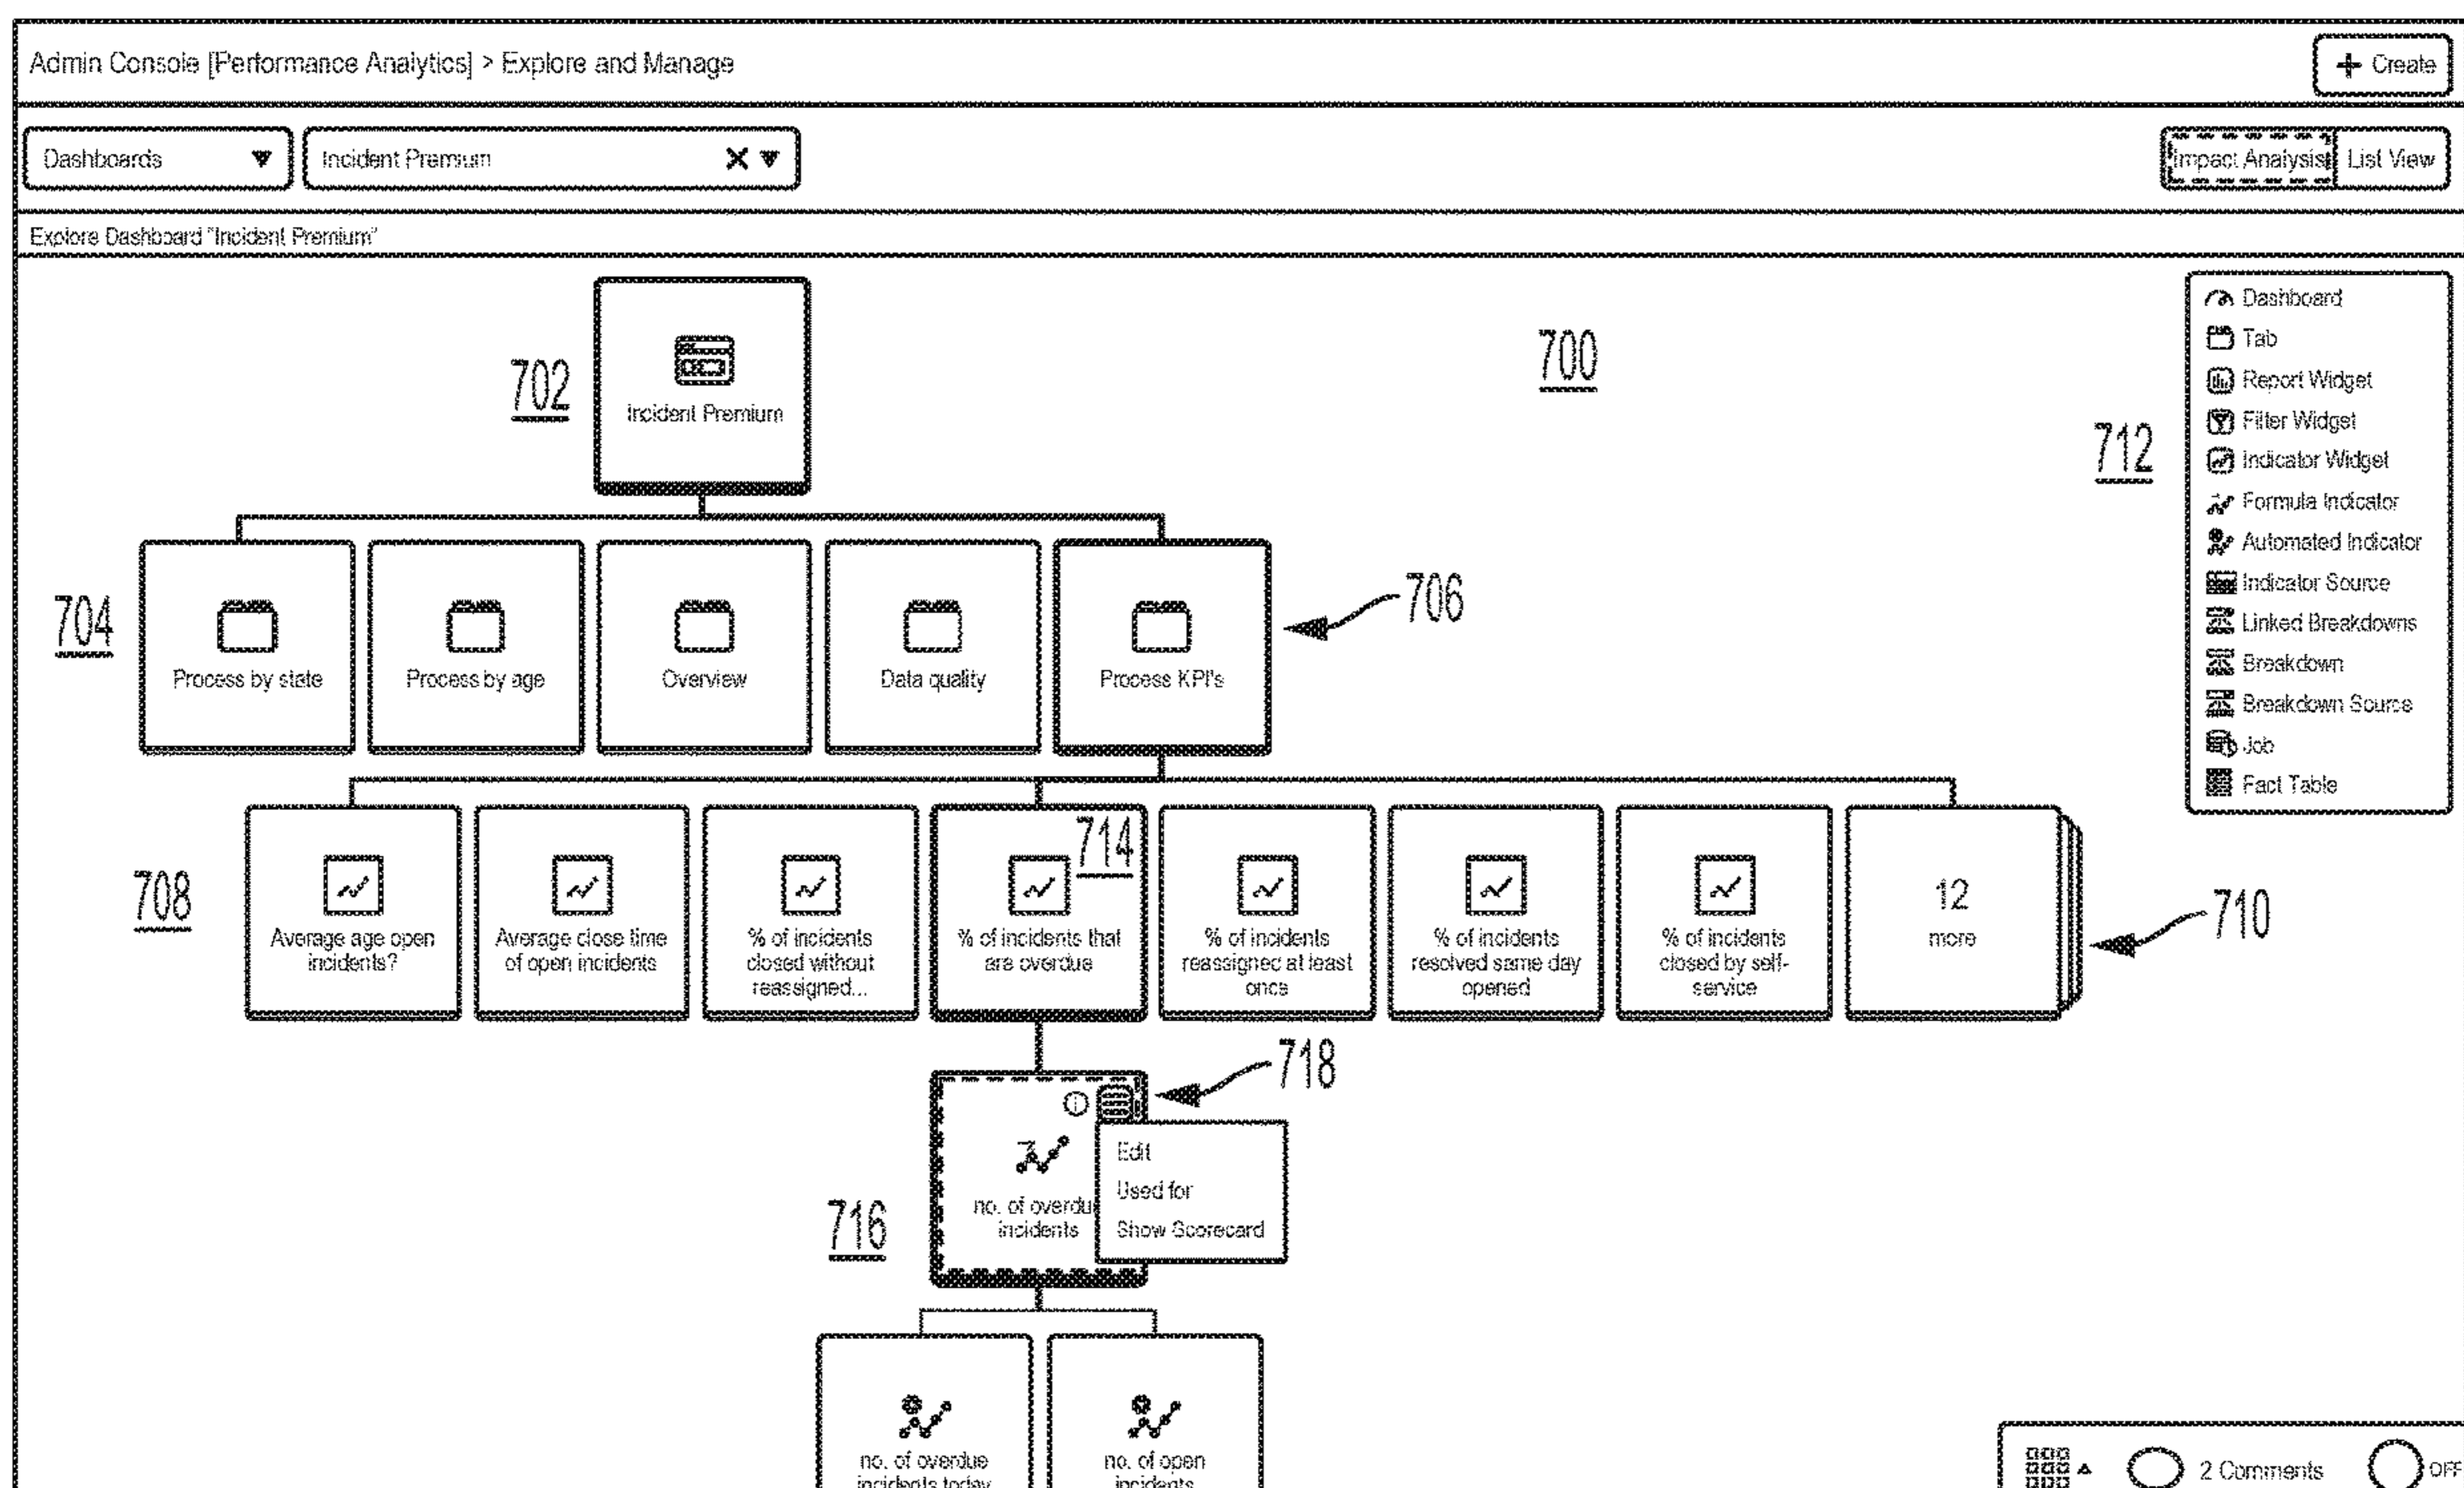 Admin Console [Performance Analytics] > Explore and Manage
+ Create
Dashboards
Incident Premium
Impact Analysis
List View
Explore Dashboard "Incident Premium"
702
Incident Premium
700
712
Dashboard
Tab
Report Widget
Filter Widget
Indicator Widget
Formula Indicator
Automated Indicator
Indicator Source
Linked Breakdowns
Breakdown
Breakdown Source
Job
Fact Table
704
Process by state
Process by age
Overview
Data quality
Process KPI's
706
708
Average age open
incidents?
Average close time
of open incidents
% of incidents
closed without
reassigned...
714
% of incidents that
are overdue
% of incidents
reassigned at least
once
% of incidents
resolved same day
opened
% of incidents
closed by self-
service
12
more
710
718
716
no. of overdu
incidents
Edit
Used for
Show Scorecard
no. of overdue
incidents today
no. of open
incidents
2 Comments
OFF